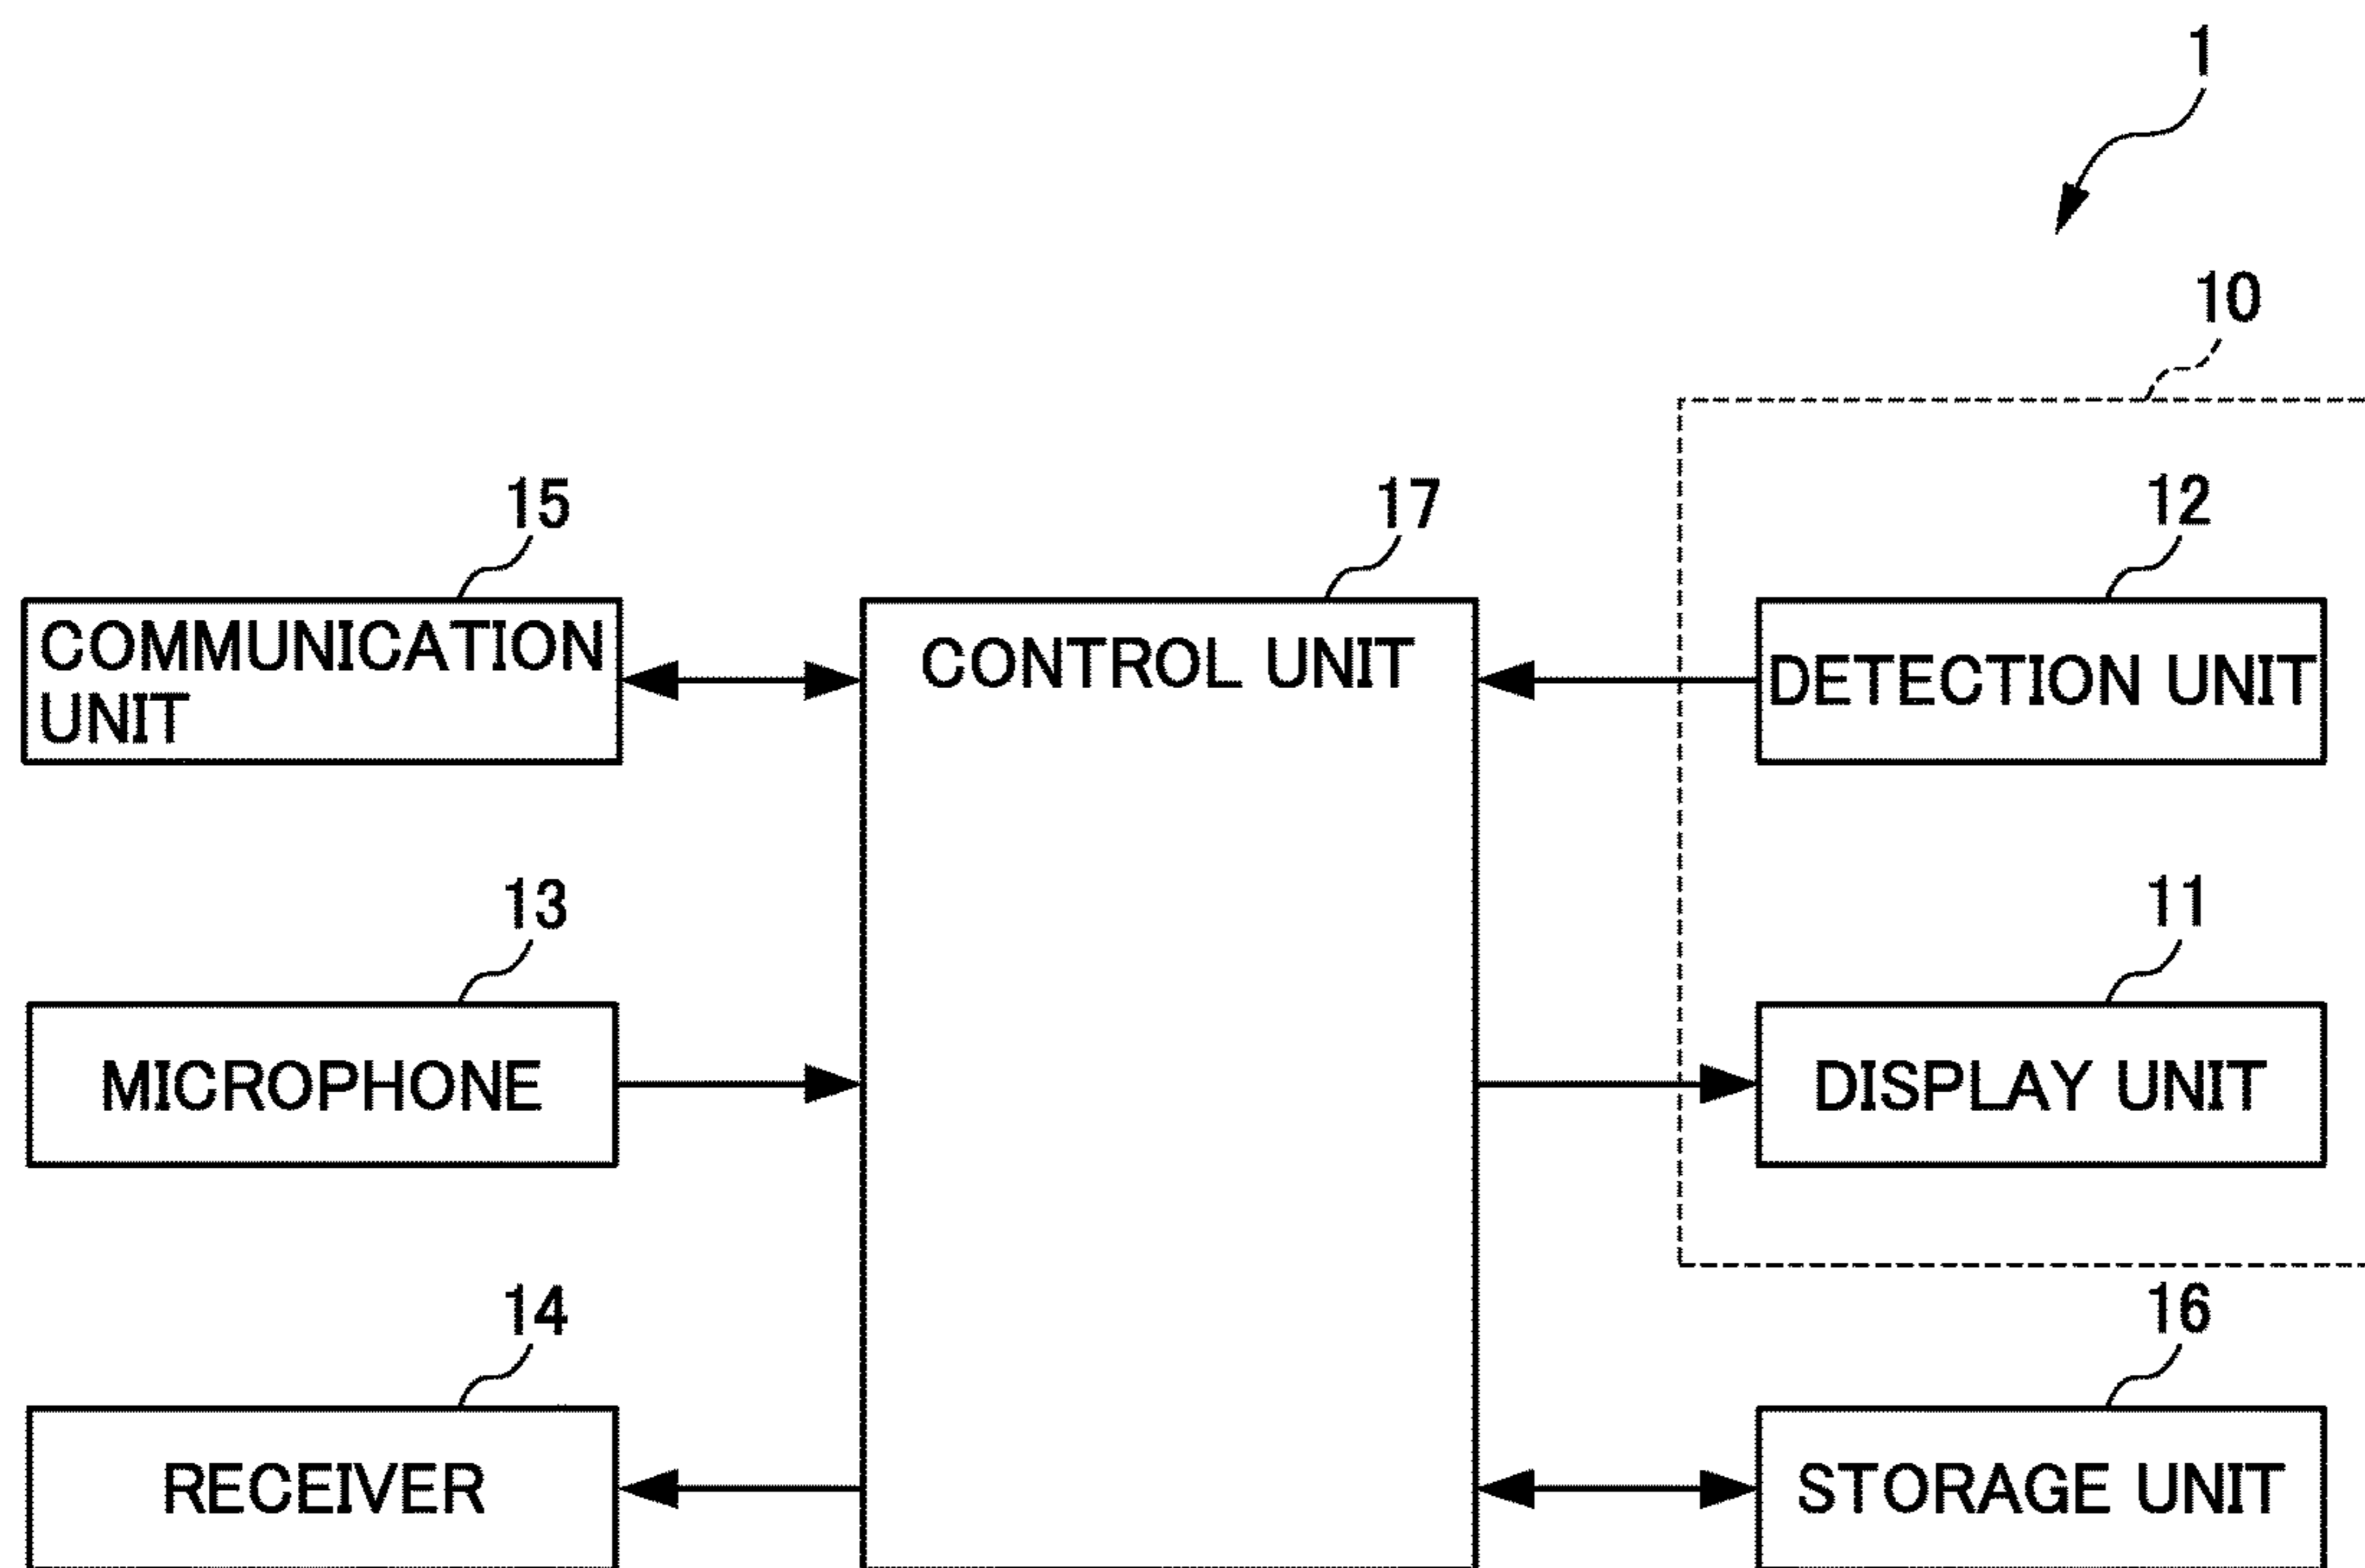 1
10
15
17
12
COMMUNICATION
UNIT
CONTROL UNIT
DETECTION UNIT
13
11
MICROPHONE
DISPLAY UNIT
14
16
RECEIVER
STORAGE UNIT